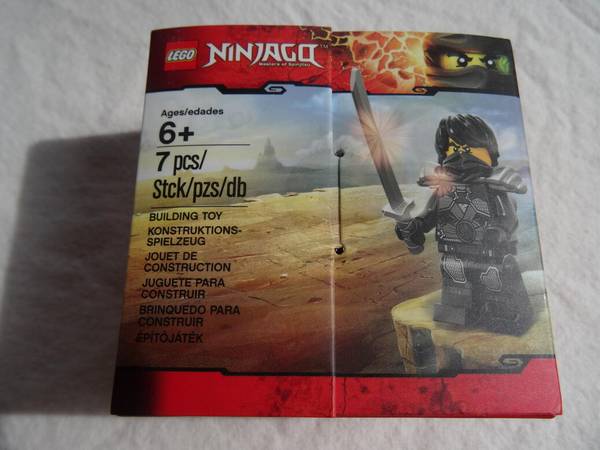 LEGO NINJAGO™
Masters of Spinjitzu
Ages/edades
6+
7 pcs/
Stck/pzs/db
BUILDING TOY
KONSTRUKTIONS-
SPIELZEUG
JOUET DE
CONSTRUCTION
JUGUETE PARA
CONSTRUIR
BRINQUEDO PARA
CONSTRUIR
ÉPÍTŐJÁTÉK